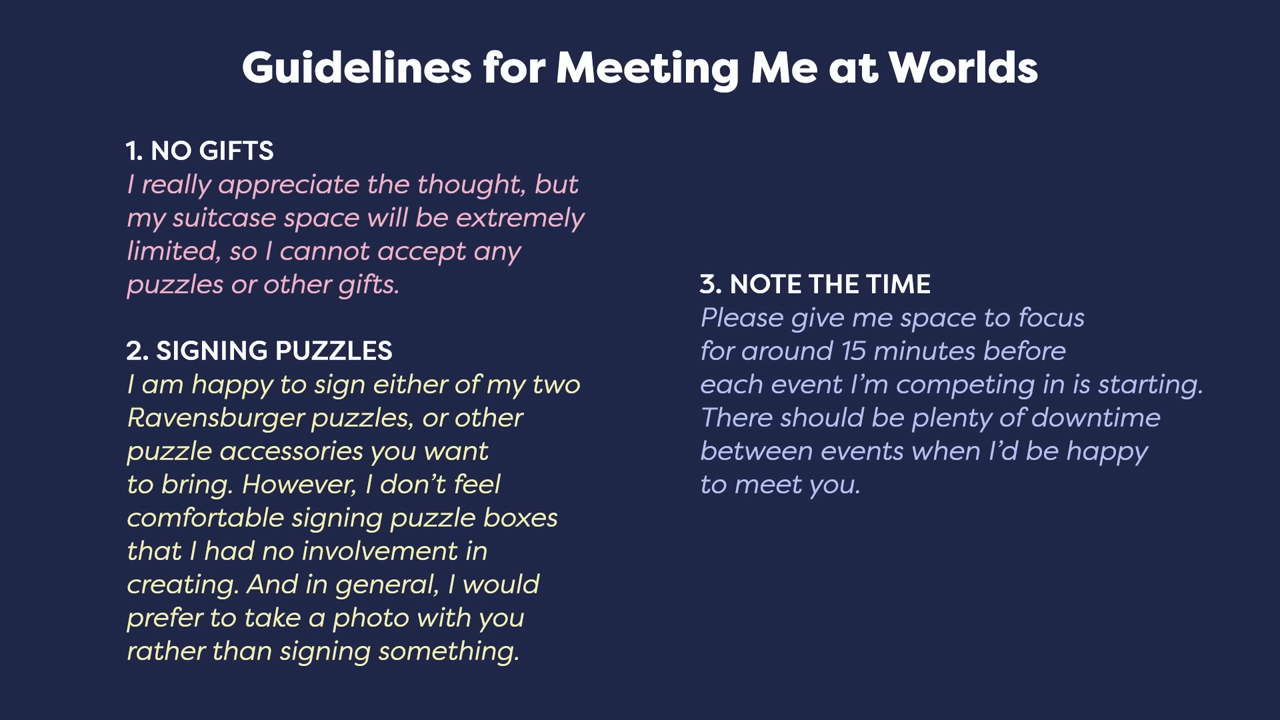 Guidelines for Meeting Me at Worlds
1. NO GIFTS
I really appreciate the thought, but
my suitcase space will be extremely
limited, so I cannot accept any
puzzles or other gifts.
2. SIGNING PUZZLES
I am happy to sign either of my two
Ravensburger puzzles, or other
puzzle accessories you want
to bring. However, I don’t feel
comfortable signing puzzle boxes
that I had no involvement in
creating. And in general, I would
prefer to take a photo with you
rather than signing something.
3. NOTE THE TIME
Please give me space to focus
for around 15 minutes before
each event I’m competing in is starting.
There should be plenty of downtime
between events when I’d be happy
to meet you.